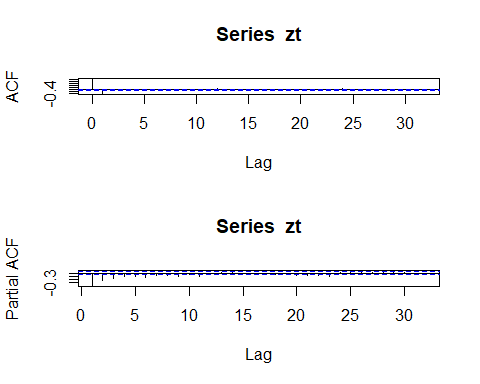 Series zt
ACF
-0.4
0 5 10 15 20 25 30
Lag
Series zt
Partial ACF
-0.3
0 5 10 15 20 25 30
Lag